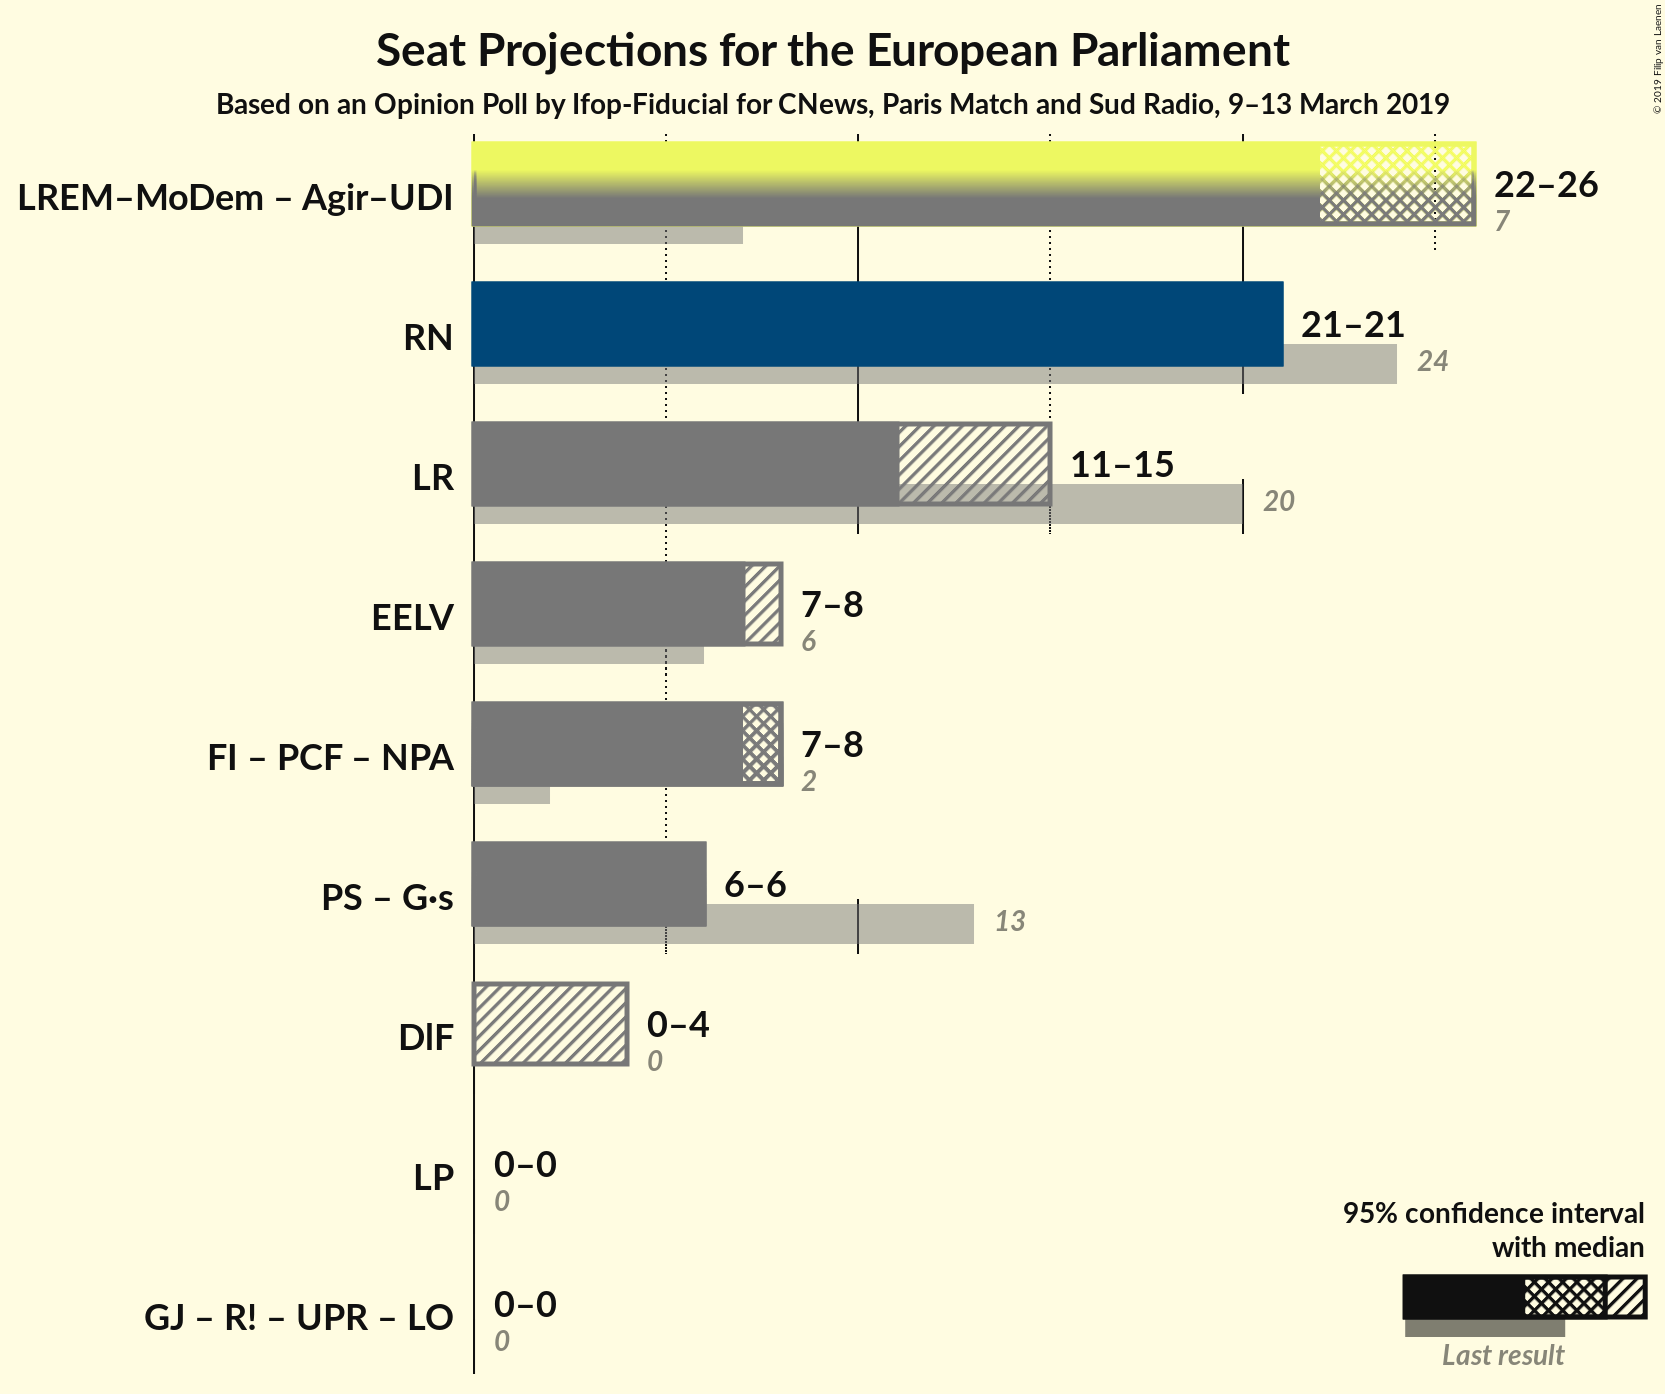 Seat Projections for the European Parliament
Based on an Opinion Poll by Ifop-Fiducial for CNews, Paris Match and Sud Radio, 9–13 March 2019
© 2019 Filip van Laenen
LREM–MoDem – Agir–UDI
22–26
7
RN
21–21
24
LR
11–15
20
EELV
7–8
6
FI – PCF – NPA
7–8
2
PS – G·s
6–6
13
DlF
0–4
0
LP
0–0
0
GJ – R! – UPR – LO
0–0
0
95% confidence interval
with median
Last result